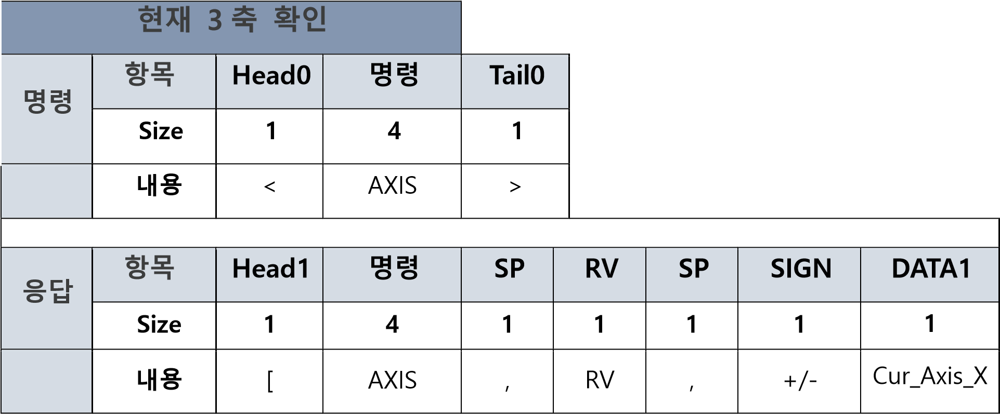 현재 3축 확인
명령 항목 Head0 명령 Tail0
Size 1 4 1
내용 < AXIS >
응답 항목 Head1 명령 SP RV SP SIGN DATA1
Size 1 4 1 1 1 1 1
내용 [ AXIS , RV , +/- Cur_Axis_X